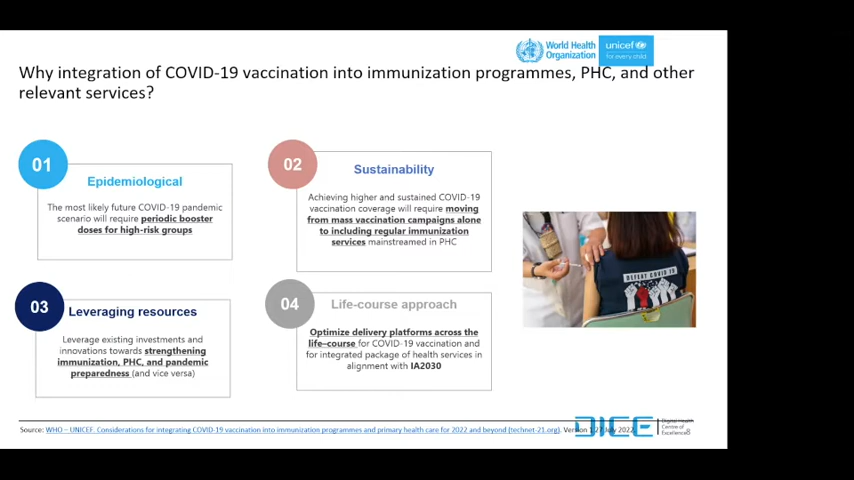 World Health
Organization
unicef
for every child
Why integration of COVID-19 vaccination into immunization programmes, PHC, and other
relevant services?
01
Epidemiological
The most likely future COVID-19 pandemic
scenario will require periodic booster
doses for high-risk groups
02
Sustainability
Achieving higher and sustained COVID-19
vaccination coverage will require moving
from mass vaccination campaigns alone
to including regular immunization
services mainstreamed in PHC
03
Leveraging resources
Leverage existing investments and
innovations towards strengthening
immunization, PHC, and pandemic
preparedness (and vice versa)
04
Life-course approach
Optimize delivery platforms across the
life–course for COVID-19 vaccination and
for integrated package of health services in
alignment with IA2030
DEFEAT COVID 19
Source: WHO – UNICEF. Considerations for integrating COVID-19 vaccination into immunization programmes and primary health care for 2022 and beyond (technet-21.org). Version 1.27 July 2022
DICE
Digital Health
Centre of
Excellence